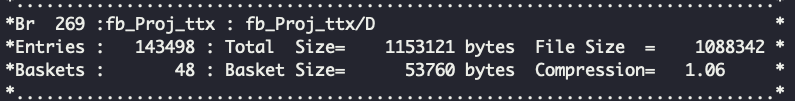 *............................................................................*
*Br  269 :fb_Proj_ttx : fb_Proj_ttx/D                                        *
*Entries :   143498 : Total  Size=    1153121 bytes  File Size  =    1088342 *
*Baskets :       48 : Basket Size=      53760 bytes  Compression=   1.06     *
*............................................................................*